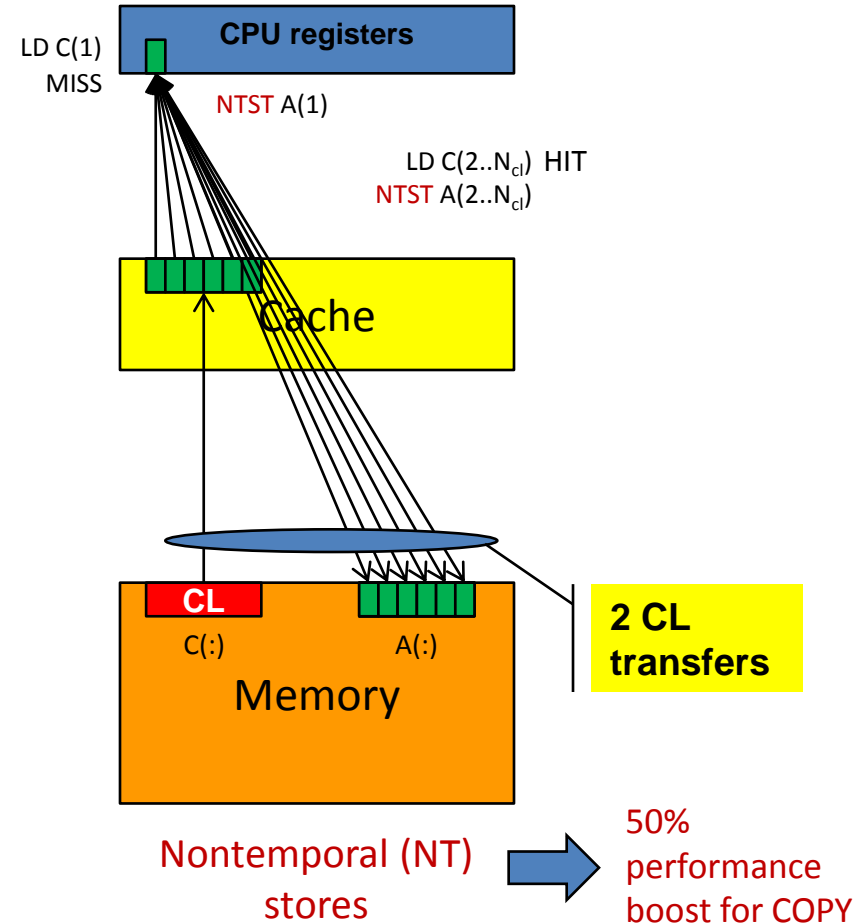 CPU registers
LD C(1)
MISS
NTST A(1)
LD C(2..Ncl) HIT
NTST A(2..Ncl)
Cache
CL
C(:)
A(:)
Memory
2 CL
transfers
Nontemporal (NT)
stores
50%
performance
boost for COPY